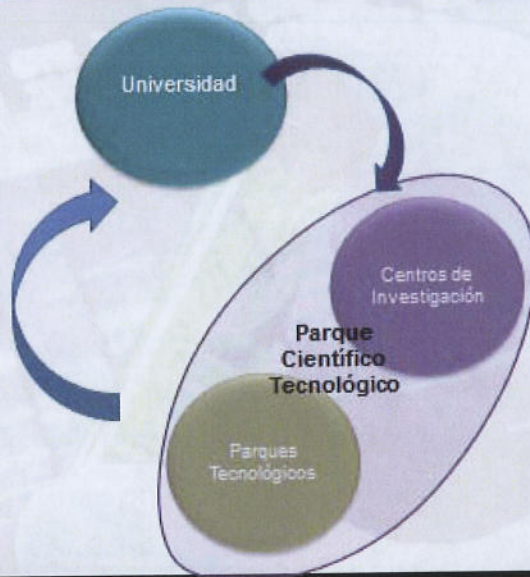 Universidad
Centros de
Investigación
Parque
Científico
Tecnológico
Parques
Tecnológicos